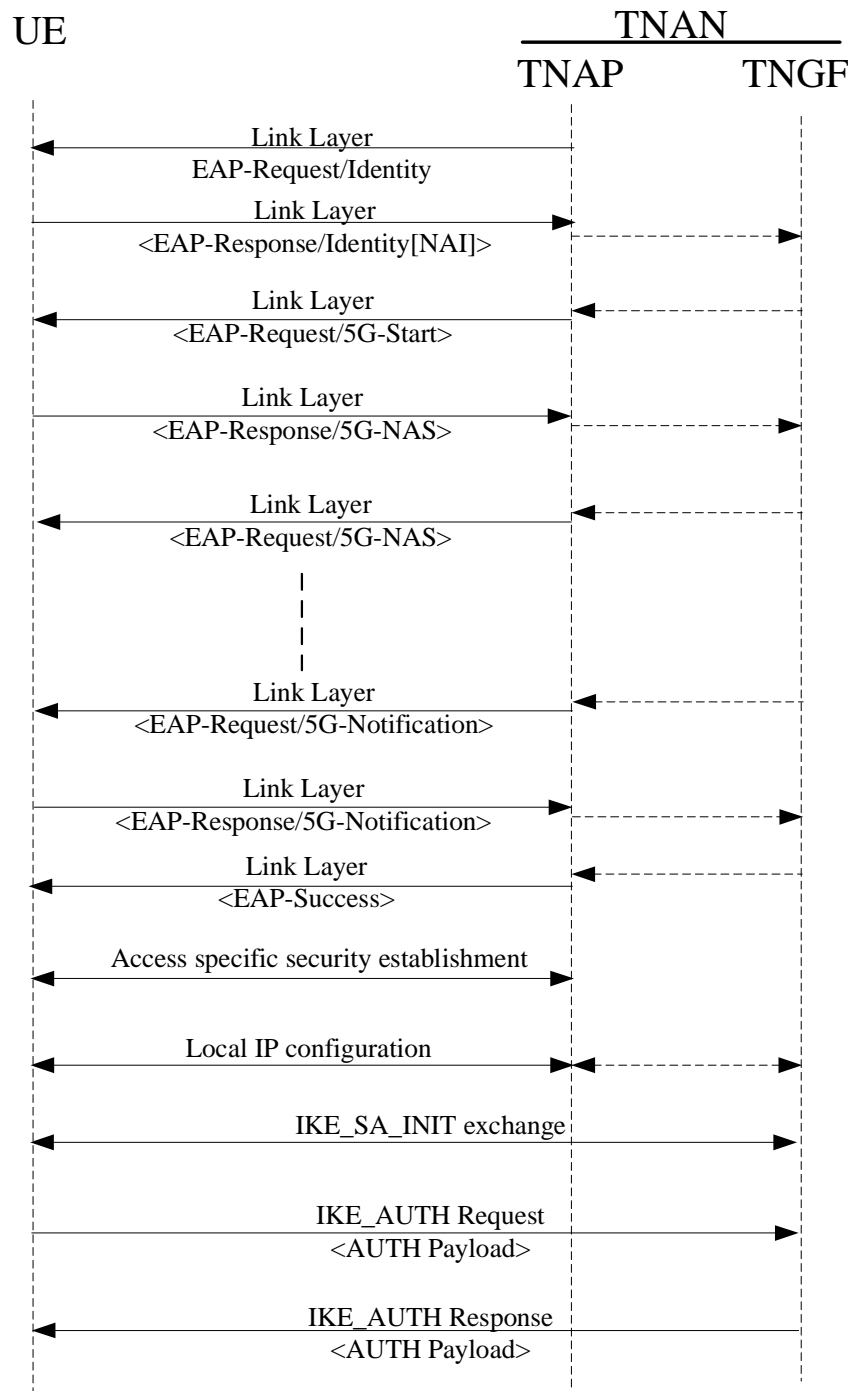 UE
TNAN
TNAP
TNGF
Link Layer
EAP-Request/Identity
Link Layer
<EAP-Response/Identity[NAI]>
Link Layer
<EAP-Request/5G-Start>
Link Layer
<EAP-Response/5G-NAS>
Link Layer
<EAP-Request/5G-NAS>
Link Layer
<EAP-Request/5G-Notification>
Link Layer
<EAP-Response/5G-Notification>
Link Layer
<EAP-Success>
Access specific security establishment
Local IP configuration
IKE_SA_INIT exchange
IKE_AUTH Request
<AUTH Payload>
IKE_AUTH Response
<AUTH Payload>